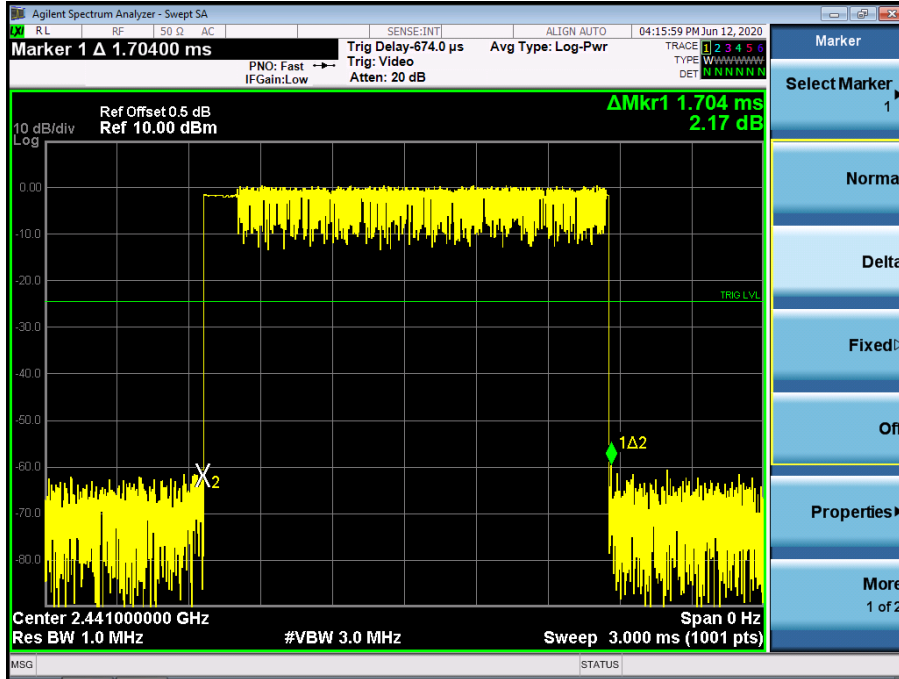 Agilent Spectrum Analyzer - Swept SA
LXI RL RF 50 Ω AC SENSE:INT ALIGN AUTO 04:15:59 PM Jun 12, 2020
Marker 1 Δ 1.70400 ms
PNO: Fast
IFGain:Low
Trig Delay-674.0 µs
Trig: Video
Atten: 20 dB
Avg Type: Log-Pwr
TRACE 1 2 3 4 5 6
TYPE WWWWWW
DET N N N N N N
ΔMkr1 1.704 ms
2.17 dB
Ref Offset 0.5 dB
10 dB/div Ref 10.00 dBm
Log
0.00
-10.0
-20.0
TRIG LVL
-30.0
-40.0
-50.0
1Δ2
-60.0
2
-70.0
-80.0
Center 2.441000000 GHz Span 0 Hz
Res BW 1.0 MHz #VBW 3.0 MHz Sweep 3.000 ms (1001 pts)
MSG STATUS
Marker
Select Marker
1
Norma
Delta
Fixed
Of
Properties
More
1 of 2